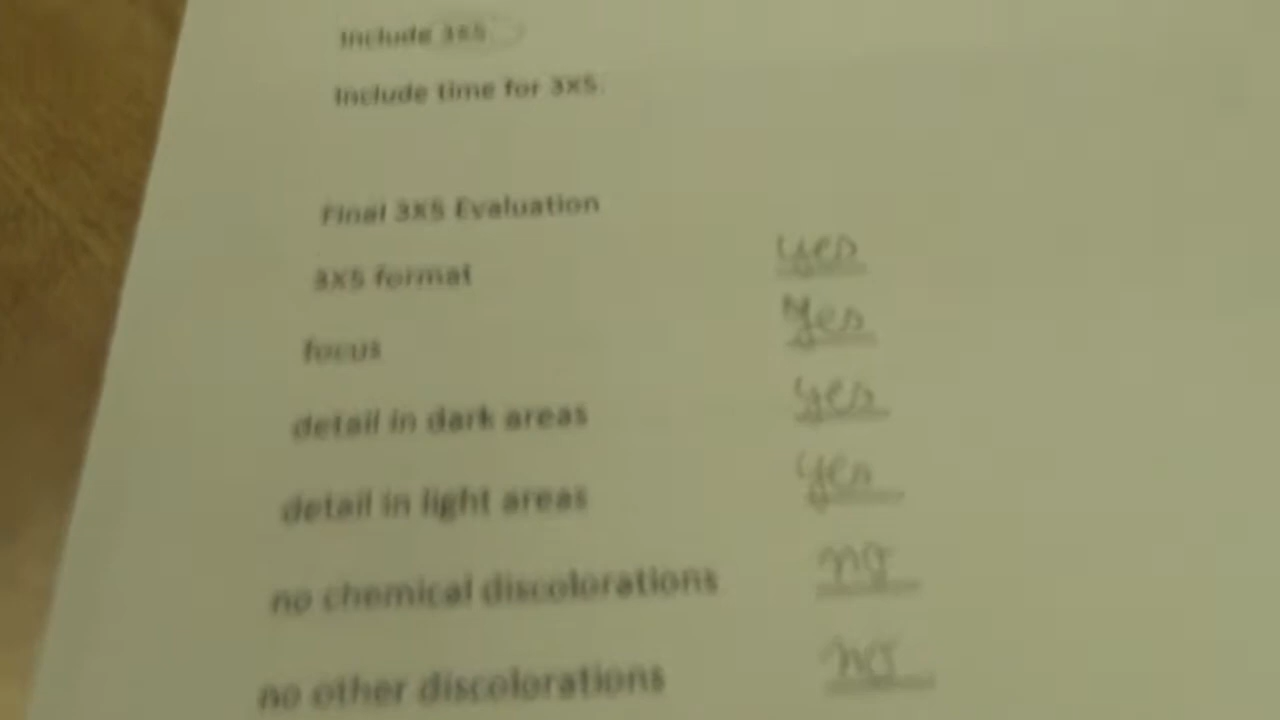 Include 3X5
Include time for 3X5.
Final 3X5 Evaluation
3X5 format yes
focus yes
detail in dark areas yes
detail in light areas yes
no chemical discolorations no
no other discolorations no